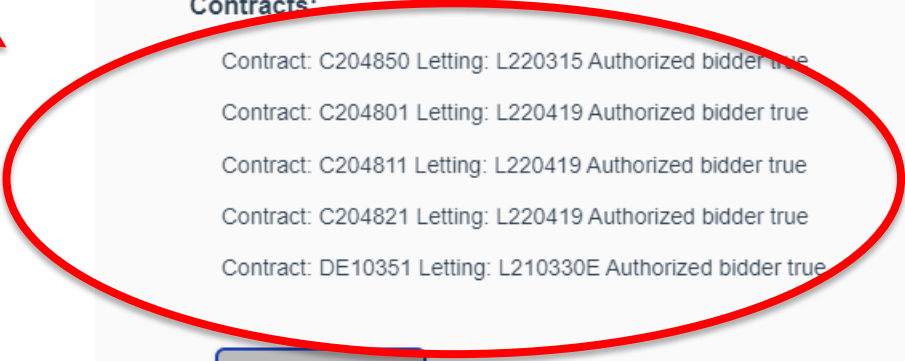 Contracts:
Contract: C204850 Letting: L220315 Authorized bidder true
Contract: C204801 Letting: L220419 Authorized bidder true
Contract: C204811 Letting: L220419 Authorized bidder true
Contract: C204821 Letting: L220419 Authorized bidder true
Contract: DE10351 Letting: L210330E Authorized bidder true